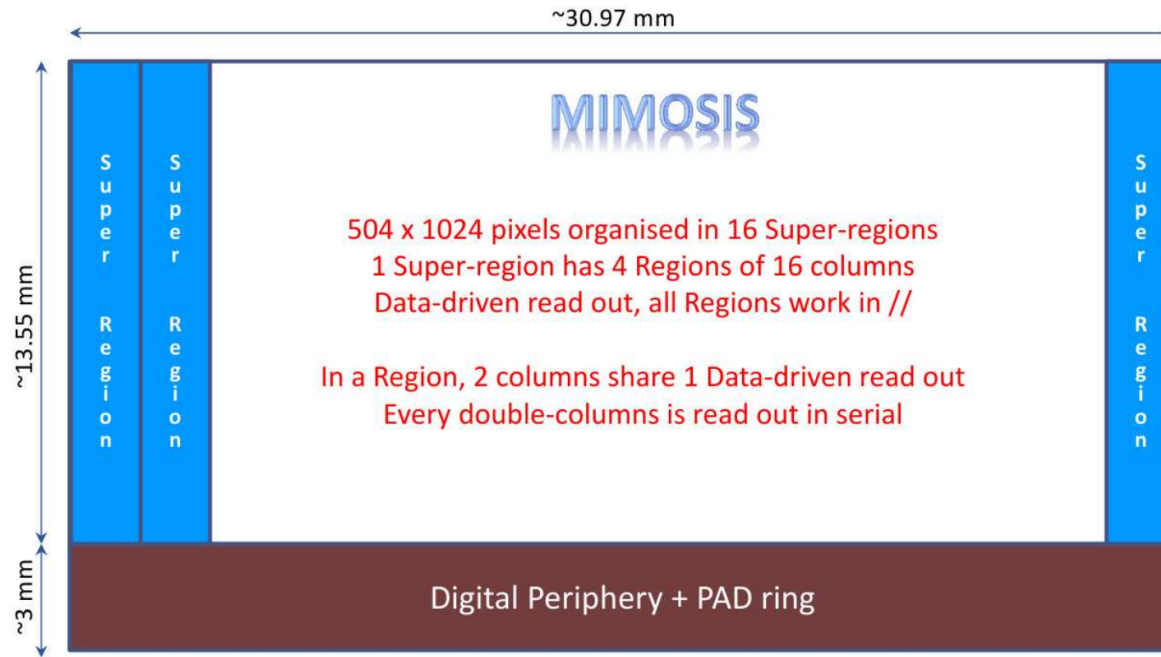 ~30.97 mm
MIMOSIS
Super Region
Super Region
Super Region
~13.55 mm
504 x 1024 pixels organised in 16 Super-regions
1 Super-region has 4 Regions of 16 columns
Data-driven read out, all Regions work in //
In a Region, 2 columns share 1 Data-driven read out
Every double-columns is read out in serial
~3 mm
Digital Periphery + PAD ring